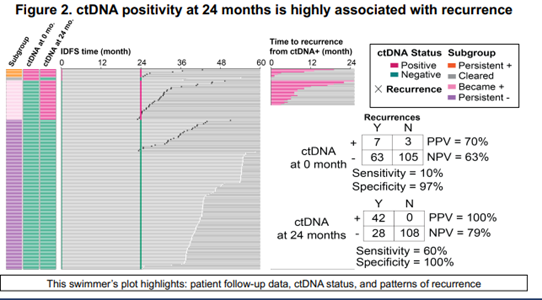 Figure 2. ctDNA positivity at 24 months is highly associated with recurrence
Subgroup
ctDNA at 0 mo.
ctDNA at 24 mo.
IDFS time (month)
0 12 24 36 48 60
Time to recurrence
from ctDNA+ (month)
0 12 24
ctDNA Status
Positive
Negative
× Recurrence
Subgroup
Persistent +
Cleared
Became +
Persistent -
Recurrences
Y N
ctDNA
at 0 month
+ 7 3 PPV = 70%
- 63 105 NPV = 63%
Sensitivity = 10%
Specificity = 97%
Y N
ctDNA
at 24 months
+ 42 0 PPV = 100%
- 28 108 NPV = 79%
Sensitivity = 60%
Specificity = 100%
This swimmer's plot highlights: patient follow-up data, ctDNA status, and patterns of recurrence